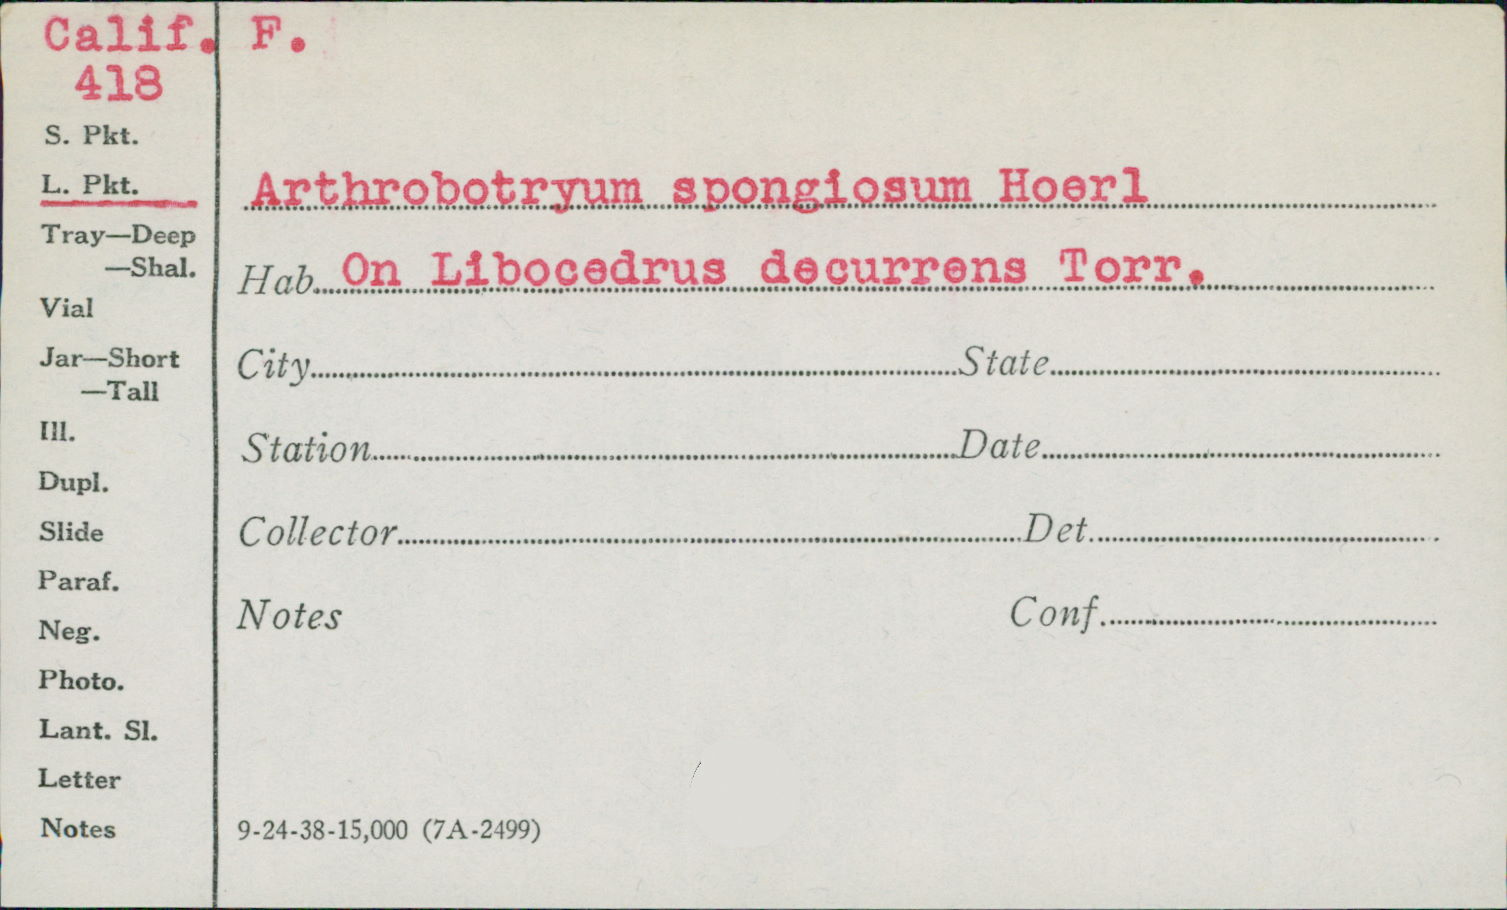 Calif. F.
418
S. Pkt.
L. Pkt.
Tray—Deep
—Shal.
Vial
Jar—Short
—Tall
Ill.
Dupl.
Slide
Paraf.
Neg.
Photo.
Lant. Sl.
Letter
Notes
Arthrobotryum spongiosum Hoerl
Hab. On Libocedrus decurrens Torr.
City State
Station Date
Collector Det.
Notes Conf.
9-24-38-15,000 (7A-2499)